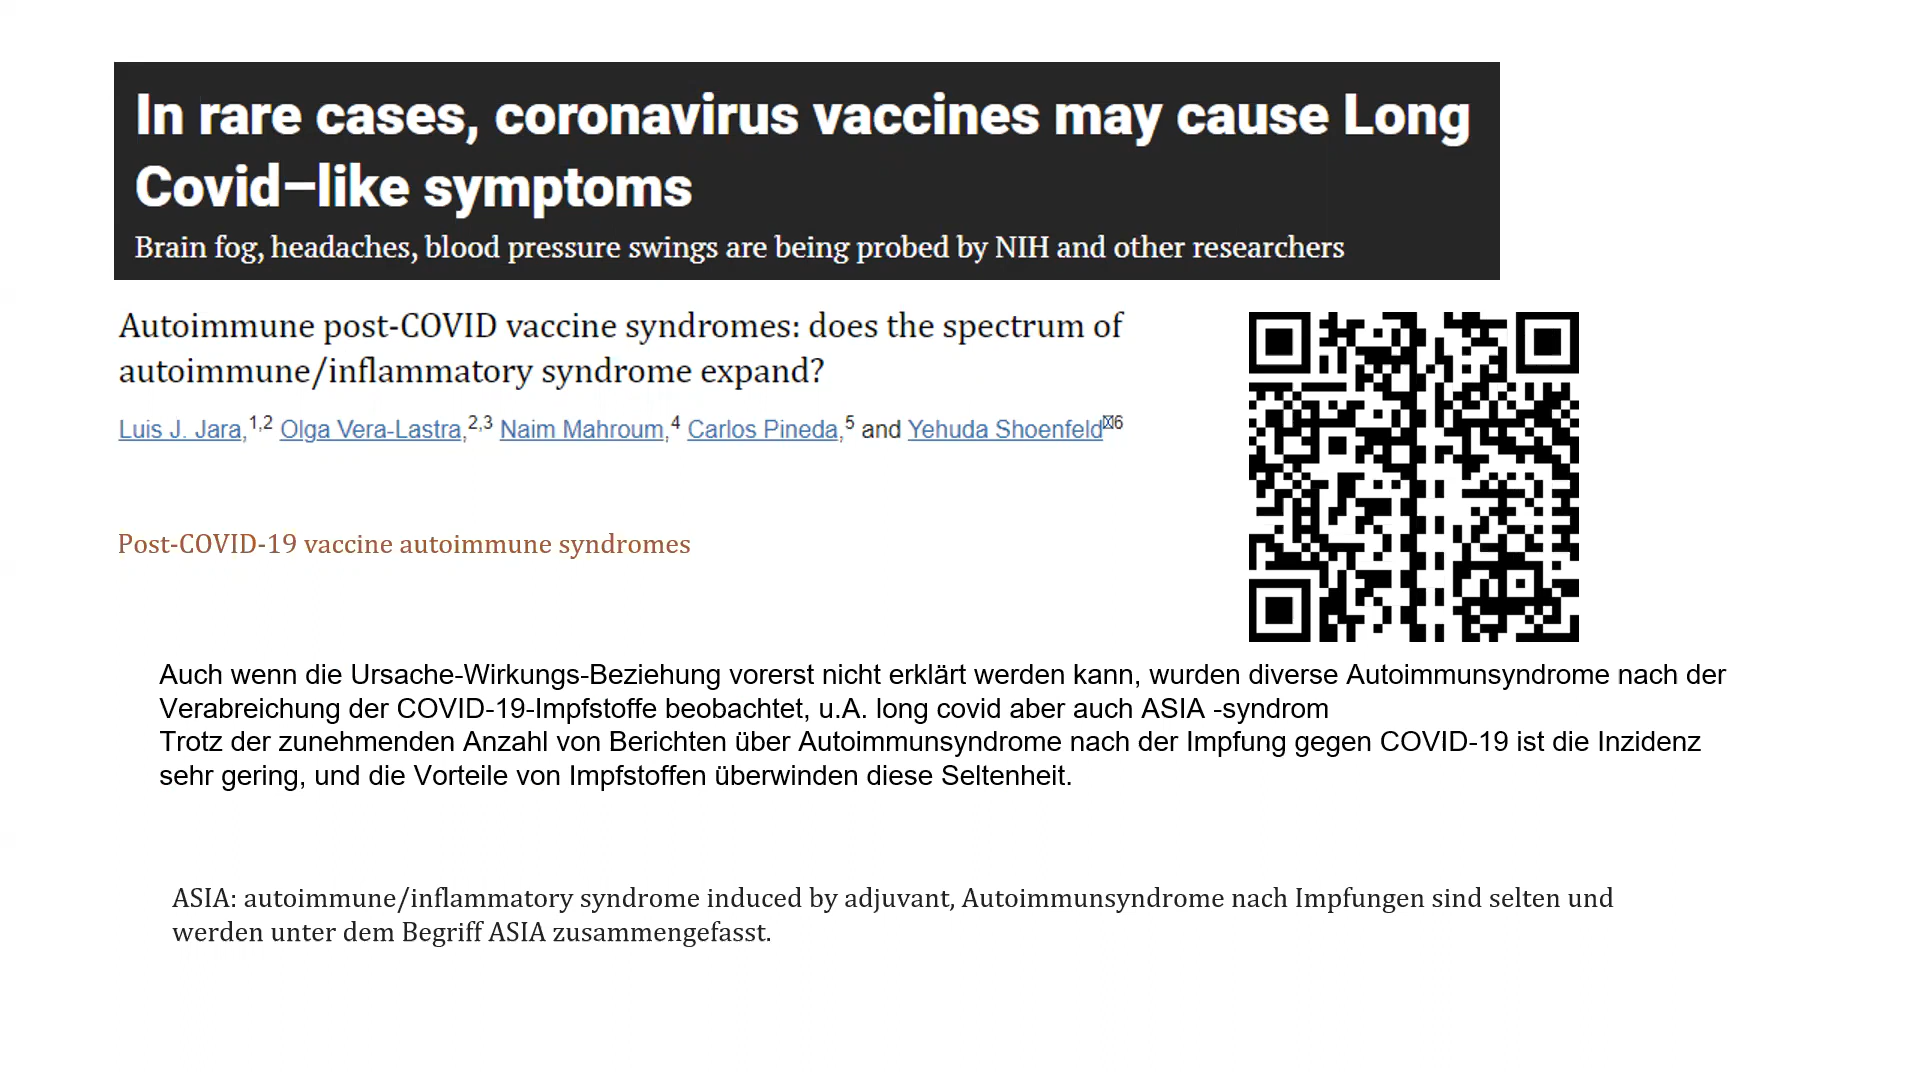 In rare cases, coronavirus vaccines may cause Long
Covid–like symptoms
Brain fog, headaches, blood pressure swings are being probed by NIH and other researchers
Autoimmune post-COVID vaccine syndromes: does the spectrum of
autoimmune/inflammatory syndrome expand?
Luis J. Jara,1,2 Olga Vera-Lastra,2,3 Naim Mahroum,4 Carlos Pineda,5 and Yehuda Shoenfeld6
Post-COVID-19 vaccine autoimmune syndromes
Auch wenn die Ursache-Wirkungs-Beziehung vorerst nicht erklärt werden kann, wurden diverse Autoimmunsyndrome nach der
Verabreichung der COVID-19-Impfstoffe beobachtet, u.A. long covid aber auch ASIA -syndrom
Trotz der zunehmenden Anzahl von Berichten über Autoimmunsyndrome nach der Impfung gegen COVID-19 ist die Inzidenz
sehr gering, und die Vorteile von Impfstoffen überwinden diese Seltenheit.
ASIA: autoimmune/inflammatory syndrome induced by adjuvant, Autoimmunsyndrome nach Impfungen sind selten und
werden unter dem Begriff ASIA zusammengefasst.